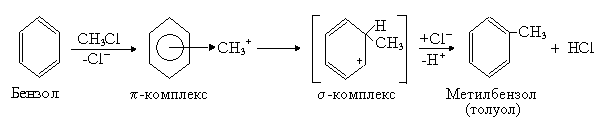 CH₃Cl
-Cl⁻
CH₃⁺
H
CH₃
+
+Cl⁻
-H⁺
CH₃
+ HCl
Бензол
π-комплекс
σ-комплекс
Метилбензол
(толуол)